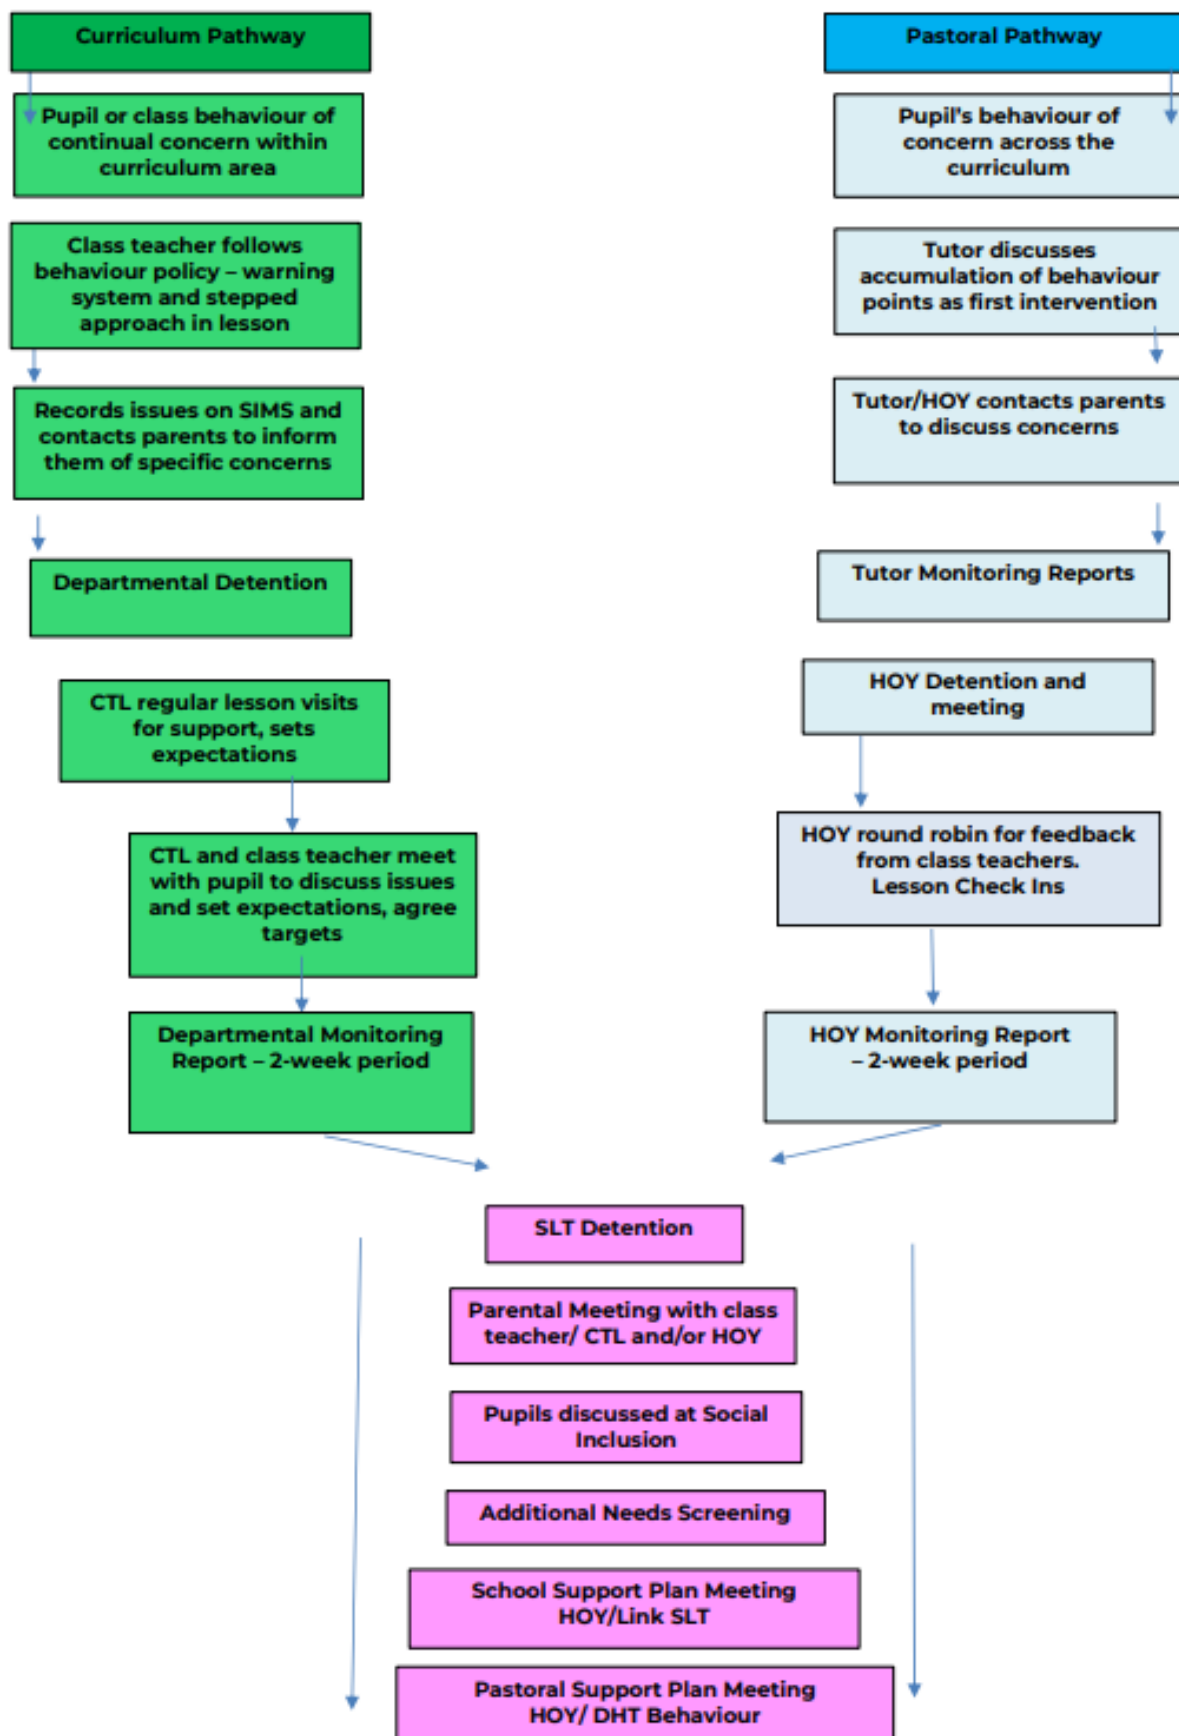 Curriculum Pathway
Pupil or class behaviour of
continual concern within
curriculum area
Class teacher follows
behaviour policy – warning
system and stepped
approach in lesson
Records issues on SIMS and
contacts parents to inform
them of specific concerns
Departmental Detention
CTL regular lesson visits
for support, sets
expectations
CTL and class teacher meet
with pupil to discuss issues
and set expectations, agree
targets
Departmental Monitoring
Report – 2-week period
Pastoral Pathway
Pupil's behaviour of
concern across the
curriculum
Tutor discusses
accumulation of behaviour
points as first intervention
Tutor/HOY contacts parents
to discuss concerns
Tutor Monitoring Reports
HOY Detention and
meeting
HOY round robin for feedback
from class teachers.
Lesson Check Ins
HOY Monitoring Report
– 2-week period
SLT Detention
Parental Meeting with class
teacher/ CTL and/or HOY
Pupils discussed at Social
Inclusion
Additional Needs Screening
School Support Plan Meeting
HOY/Link SLT
Pastoral Support Plan Meeting
HOY/ DHT Behaviour